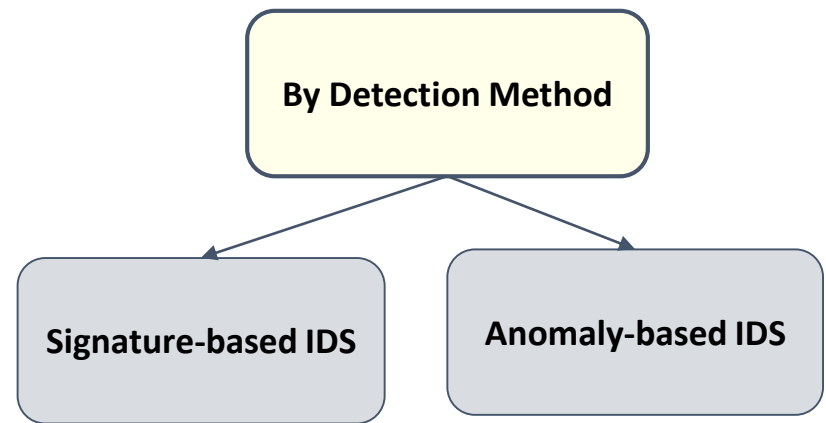 By Detection Method
Signature-based IDS
Anomaly-based IDS